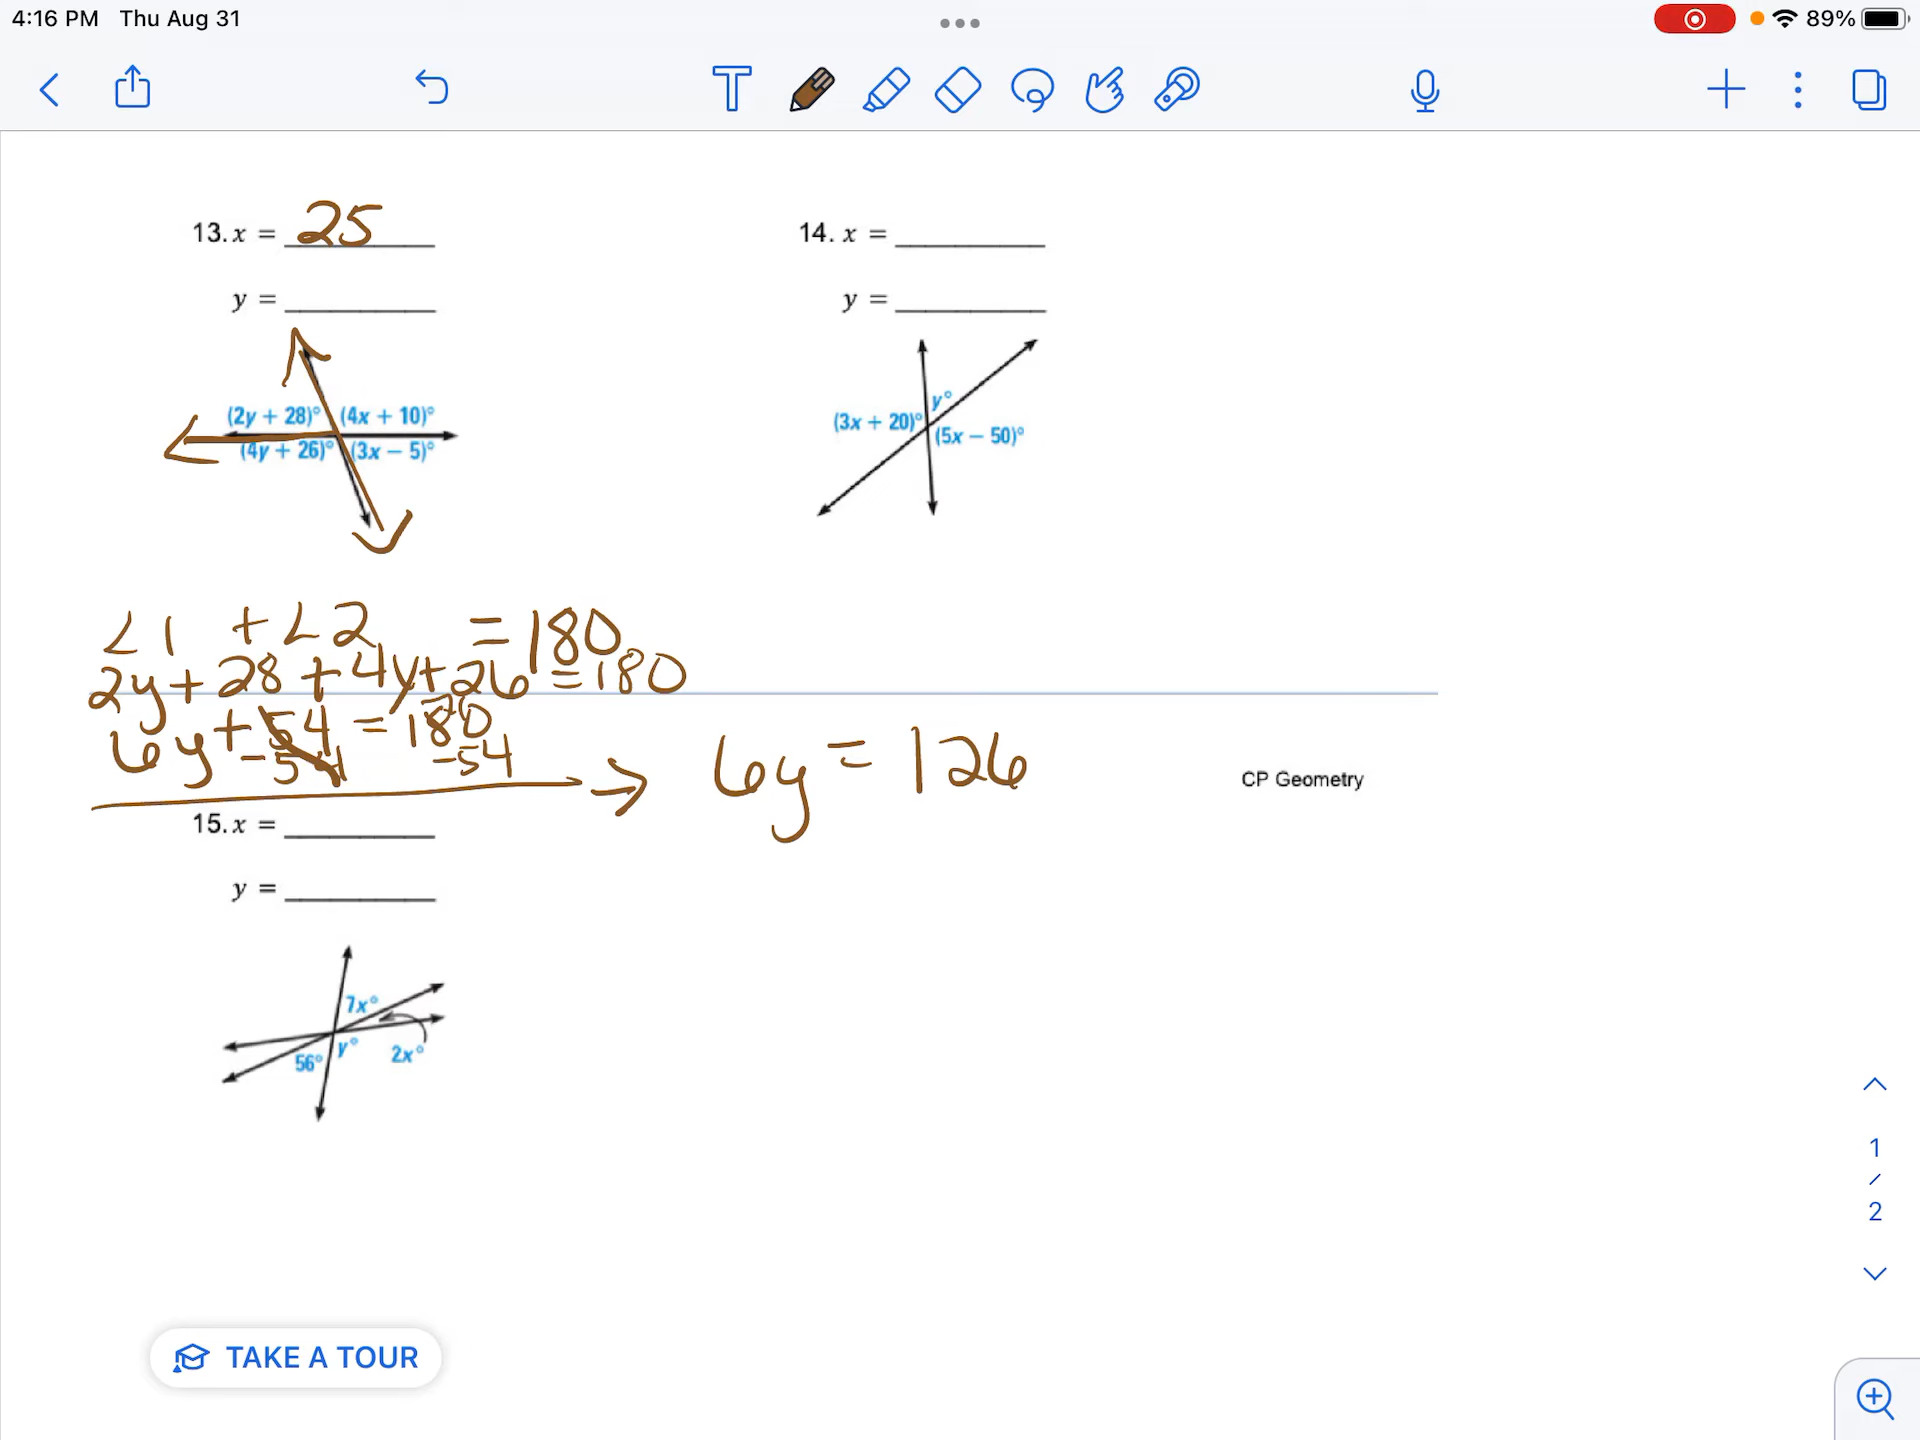 4:16 PM Thu Aug 31
89%
13. x = 25
y =
(2y + 28)° (4x + 10)°
(4y + 26)° (3x − 5)°
14. x =
y =
y°
(3x + 20)°
(5x − 50)°
∠1 + ∠2 = 180
2y + 28 + 4y + 26 = 180
6y + 54 = 180
-54 -54
6y = 126
CP Geometry
15. x =
y =
7x°
56° y° 2x°
1
/
2
TAKE A TOUR